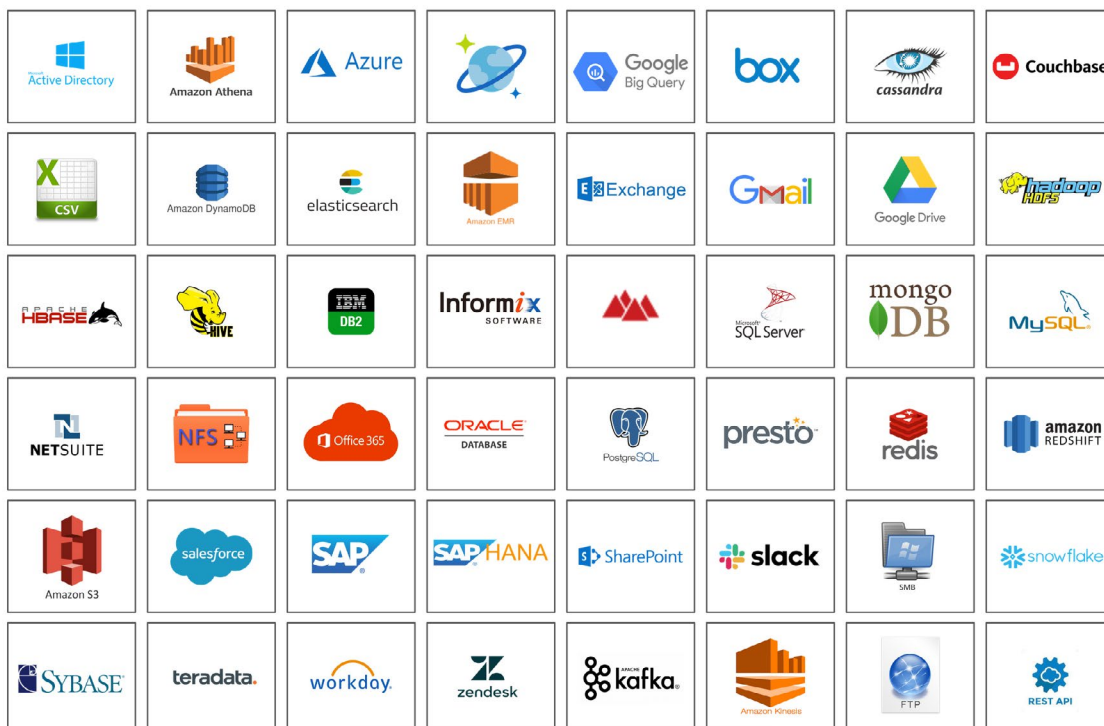 Microsoft
Active Directory
Amazon Athena
Azure
Google
Big Query
box
cassandra
Couchbase
X
CSV
Amazon DynamoDB
elasticsearch
Amazon EMR
E Exchange
Gmail
Google Drive
hadoop
HDFS
APACHE
HBASE
HIVE
IBM
DB2
Informix
SOFTWARE
Microsoft
SQL Server
mongo
DB
MySQL
N
NETSUITE
NFS
Office 365
ORACLE
DATABASE
PostgreSQL
presto
redis
amazon
REDSHIFT
Amazon S3
salesforce
SAP
SAP HANA
S SharePoint
slack
SMB
snowflake
SYBASE
teradata.
workday.
zendesk
APACHE
kafka
Amazon Kinesis
FTP
REST API